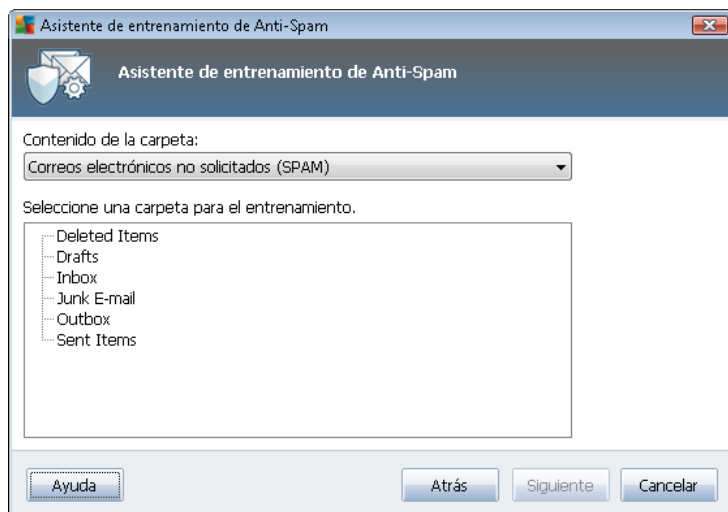 Asistente de entrenamiento de Anti-Spam
Asistente de entrenamiento de Anti-Spam
Contenido de la carpeta:
Correos electrónicos no solicitados (SPAM)
Seleccione una carpeta para el entrenamiento.
Deleted Items
Drafts
Inbox
Junk E-mail
Outbox
Sent Items
Ayuda
Atrás
Siguiente
Cancelar